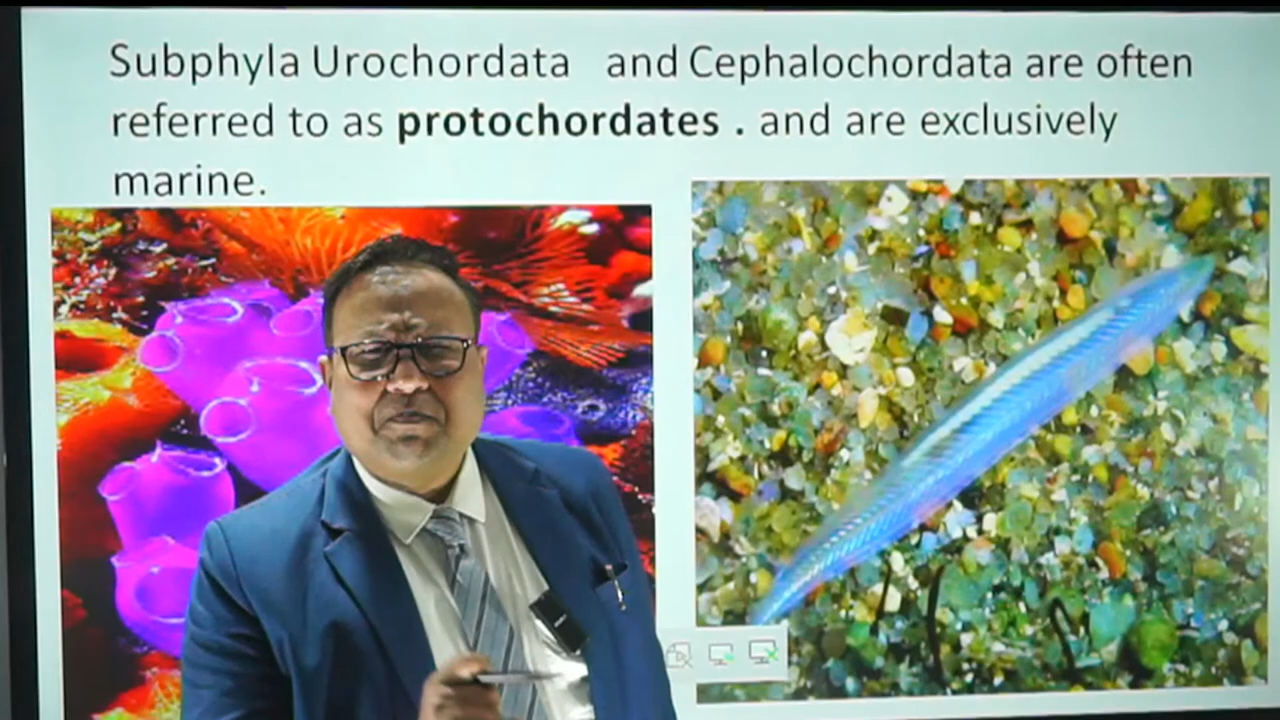 Subphyla Urochordata and Cephalochordata are often
referred to as protochordates . and are exclusively
marine.